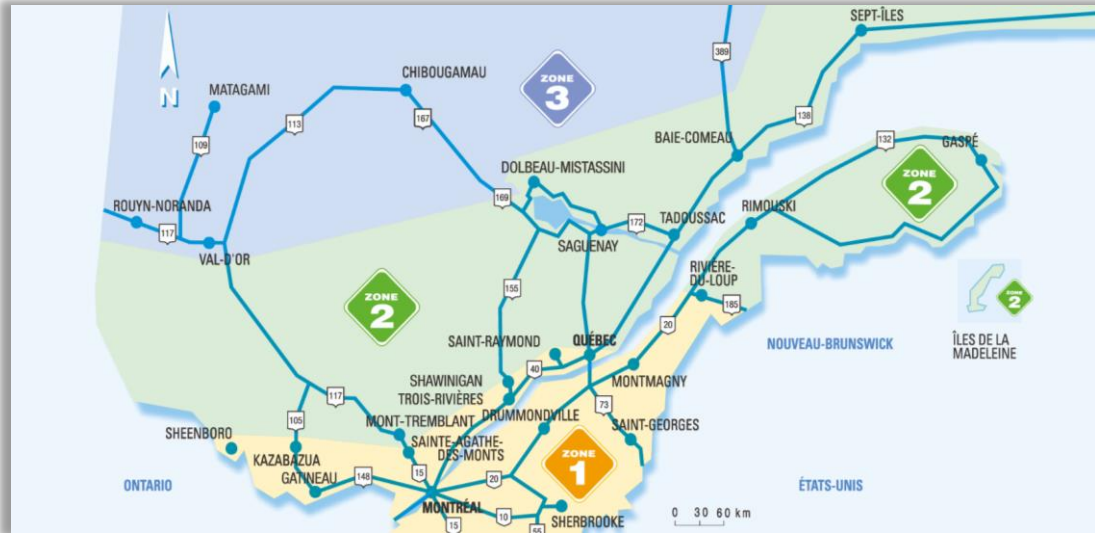 SEPT-ÎLES
389
ZONE
3
CHIBOUGAMAU
N
MATAGAMI
113
167
138
109
BAIE-COMEAU
132
GASPÉ
DOLBEAU-MISTASSINI
ZONE
2
169
ROUYN-NORANDA
172
TADOUSSAC
RIMOUSKI
117
SAGUENAY
VAL-D'OR
RIVIÈRE-
DU-LOUP
155
185
ZONE
2
ZONE
2
20
SAINT-RAYMOND
QUÉBEC
NOUVEAU-BRUNSWICK
ÎLES DE LA
MADELEINE
40
SHAWINIGAN
MONTMAGNY
TROIS-RIVIÈRES
117
73
105
MONT-TREMBLANT
DRUMMONDVILLE
SAINT-GEORGES
SHEENBORO
SAINTE-AGATHE-
DES-MONTS
KAZABAZUA
ZONE
1
15
148
GATINEAU
20
ONTARIO
ÉTATS-UNIS
MONTRÉAL
10
SHERBROOKE
0 30 60 km
15
55